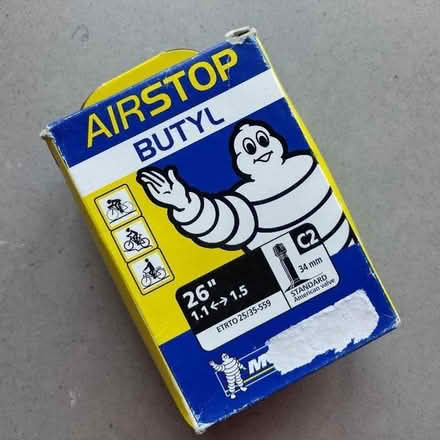 AIRSTOP
BUTYL
C2
26"
1.1<->1.5
ETRTO 25/35-559
34 mm
STANDARD
American valve